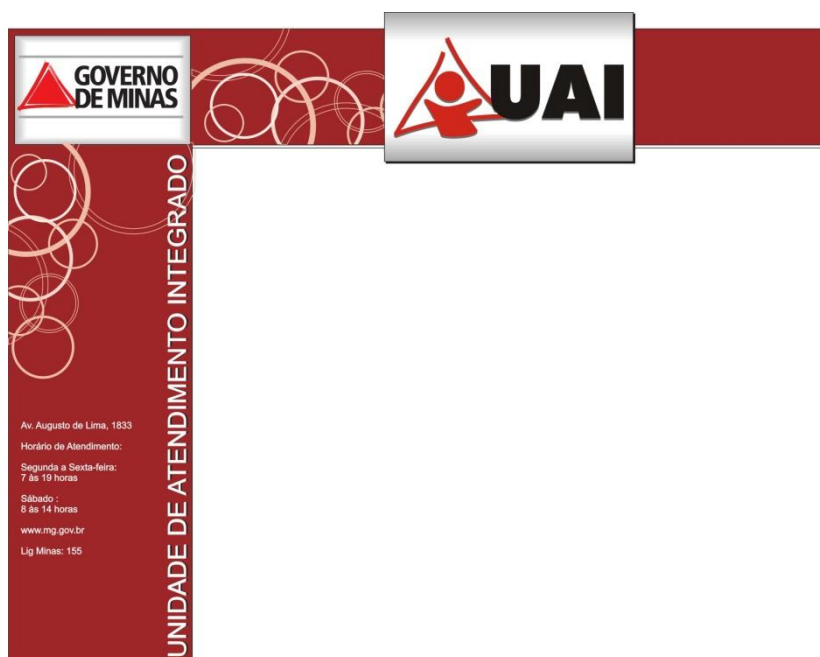 GOVERNO
DE MINAS
UAI
UNIDADE DE ATENDIMENTO INTEGRADO
Av. Augusto de Lima, 1833
Horário de Atendimento:
Segunda a Sexta-feira:
7 às 19 horas
Sábado :
8 às 14 horas
www.mg.gov.br
Lig Minas: 155